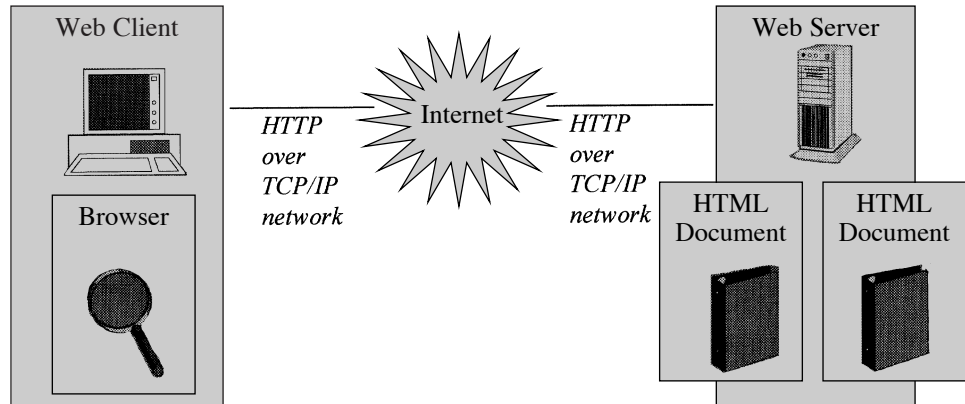 Web Client
Browser
HTTP
over
TCP/IP
network
Internet
HTTP
over
TCP/IP
network
Web Server
HTML
Document
HTML
Document